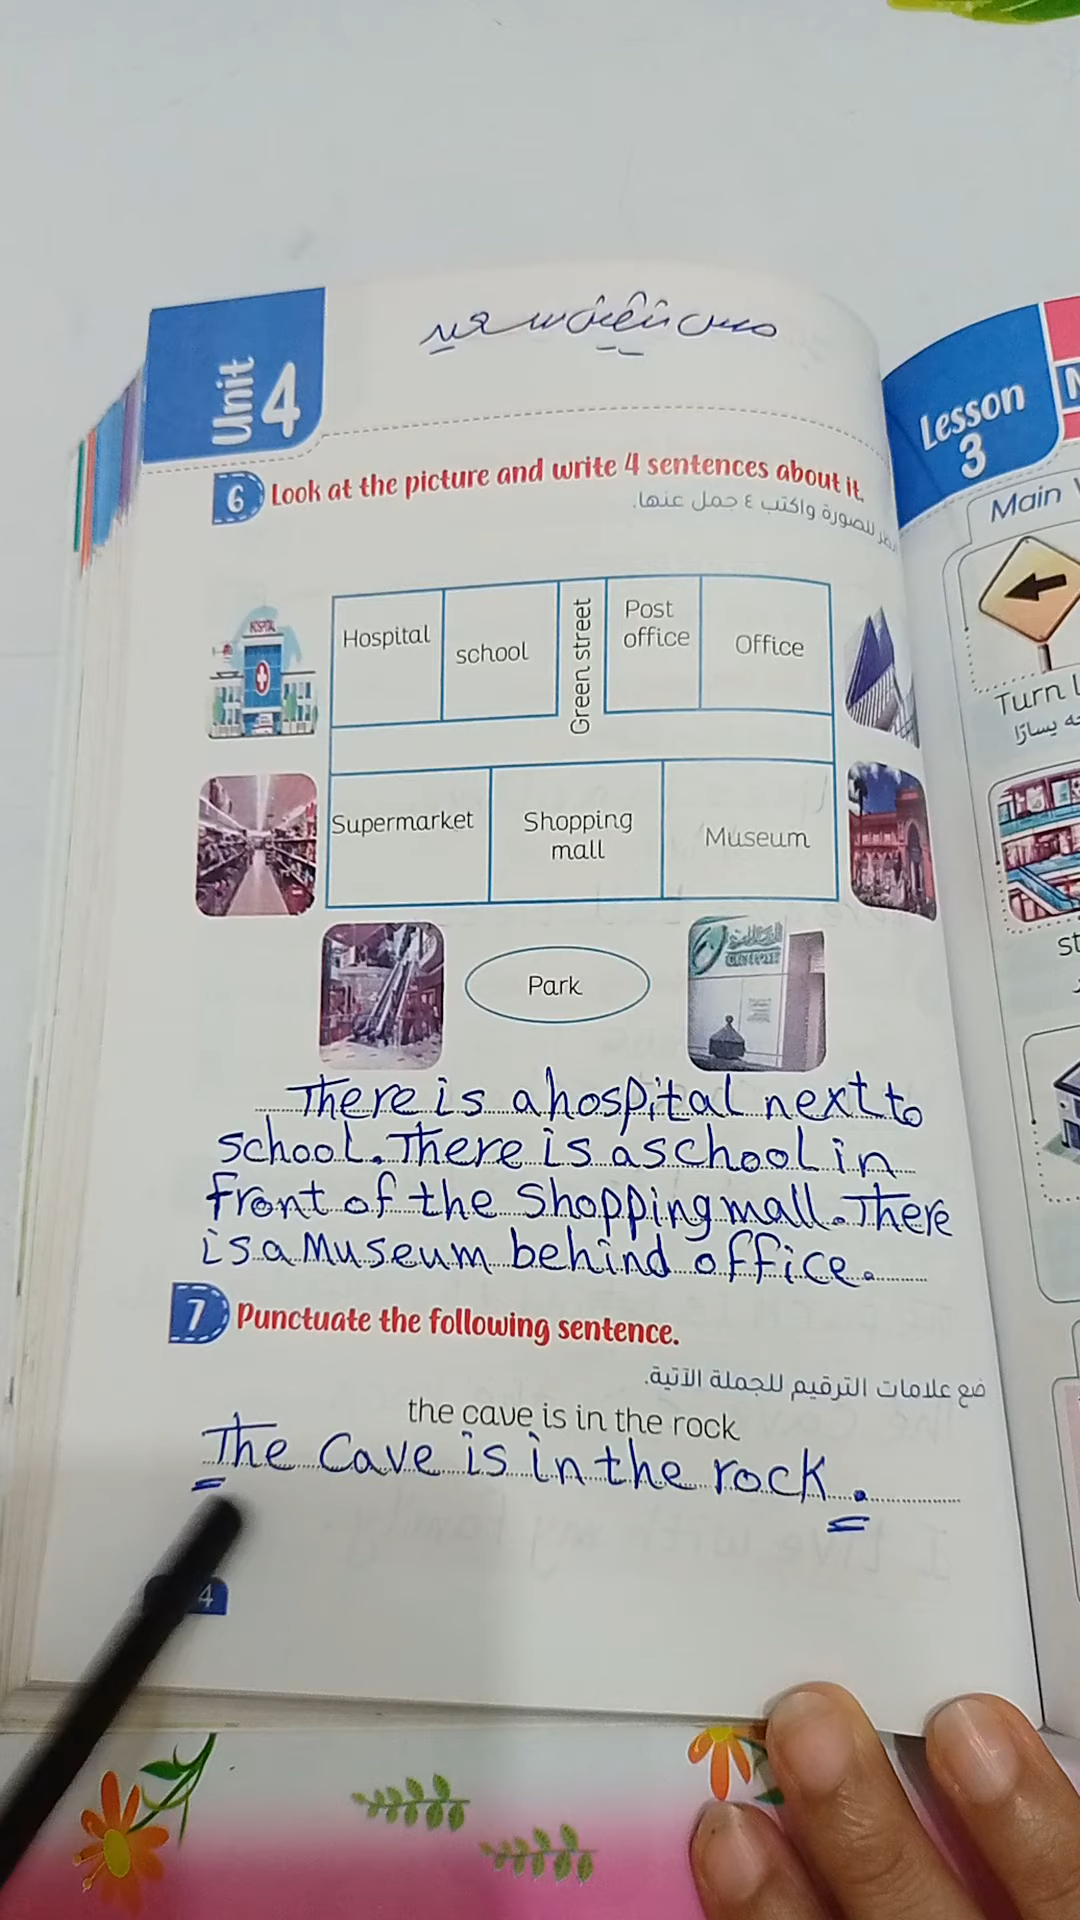 Unit 4
6 Look at the picture and write 4 sentences about it.
للصورة واكتب ٤ جمل عنها.
Hospital
school
Green street
Post office
Office
HOSPITAL
Supermarket
Shopping mall
Museum
Park
There is a hospital next to
school. There is a school in
front of the Shopping mall. There
is a Museum behind office.
7 Punctuate the following sentence.
ضع علامات الترقيم للجملة الآتية.
the cave is in the rock
The Cave is in the rock.
4
Lesson 3
Main
Turn
يسارًا